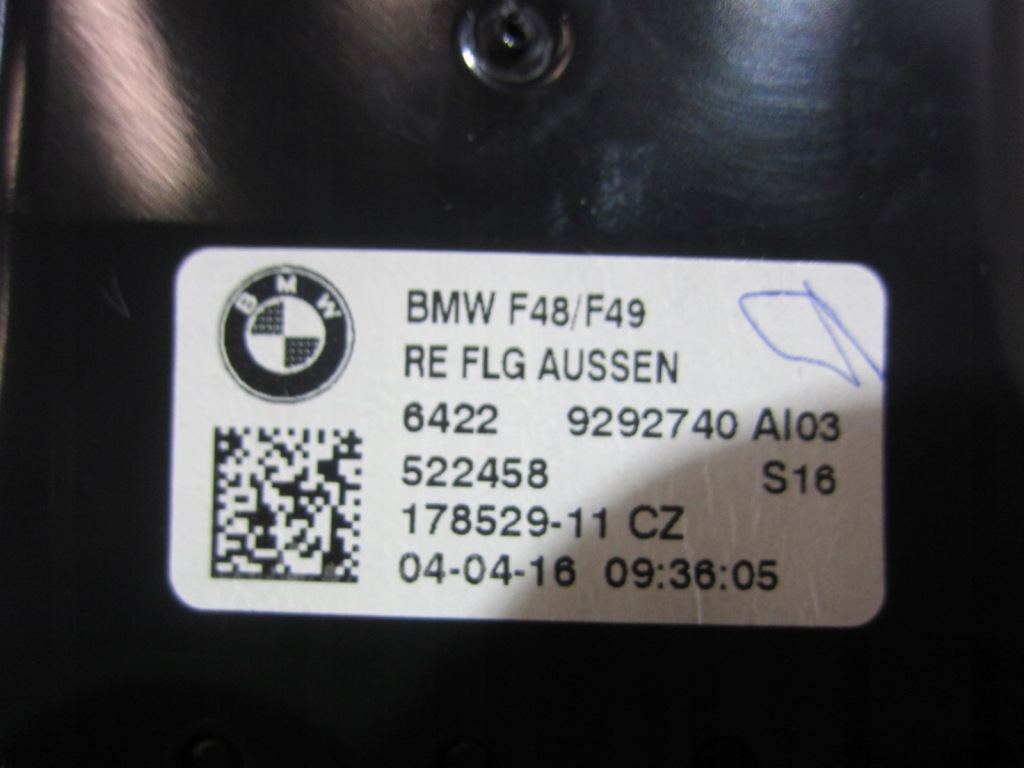 BMW
BMW F48/F49
RE FLG AUSSEN
6422 9292740 AI03
522458 S16
178529-11 CZ
04-04-16 09:36:05